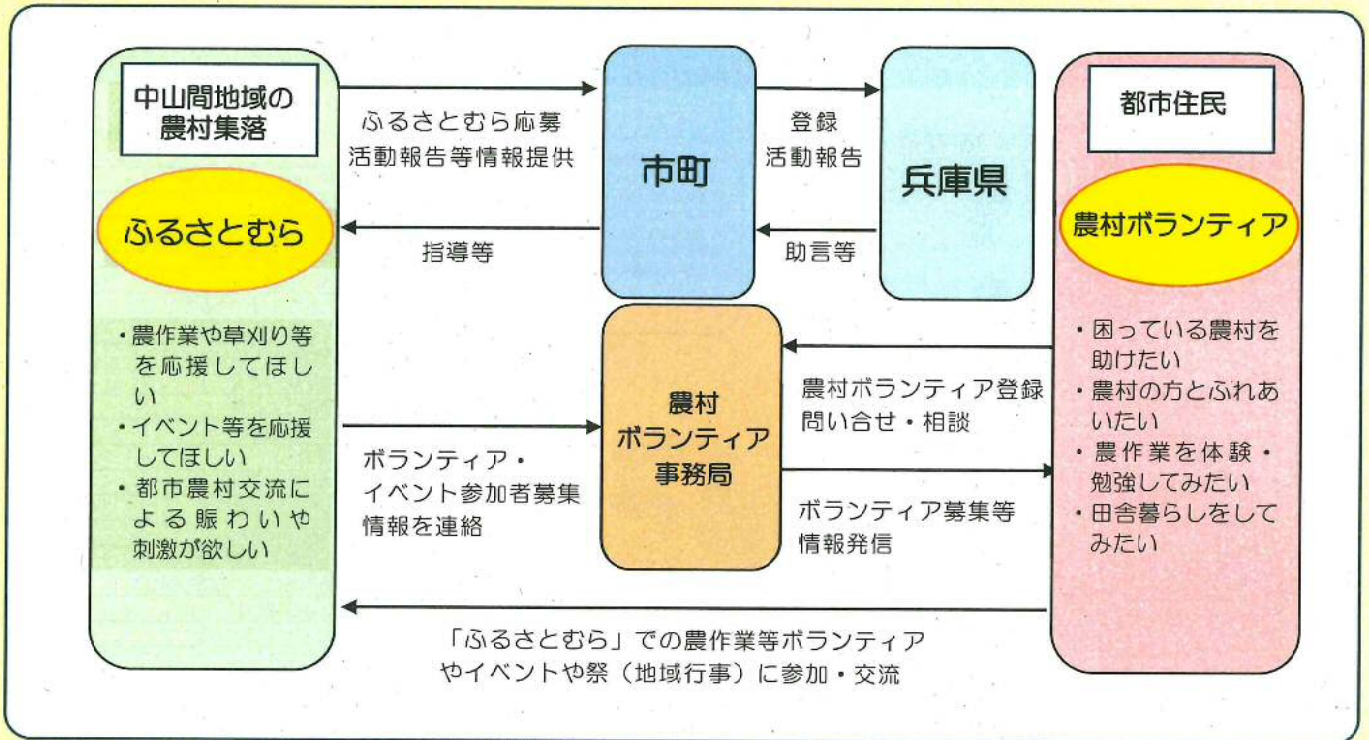 中山間地域の
農村集落
ふるさとむら
・農作業や草刈り等
を応援してほし
い
・イベント等を応援
してほしい
・都市農村交流に
よる賑わいや
刺激が欲しい
ふるさとむら応募
活動報告等情報提供
指導等
市町
登録
活動報告
助言等
兵庫県
ボランティア・
イベント参加者募集
情報を連絡
農村
ボランティア
事務局
農村ボランティア登録
問い合せ・相談
ボランティア募集等
情報発信
都市住民
農村ボランティア
・困っている農村を
助けたい
・農村の方とふれあ
いたい
・農作業を体験・
勉強してみたい
・田舎暮らしをして
みたい
「ふるさとむら」での農作業等ボランティア
やイベントや祭（地域行事）に参加・交流